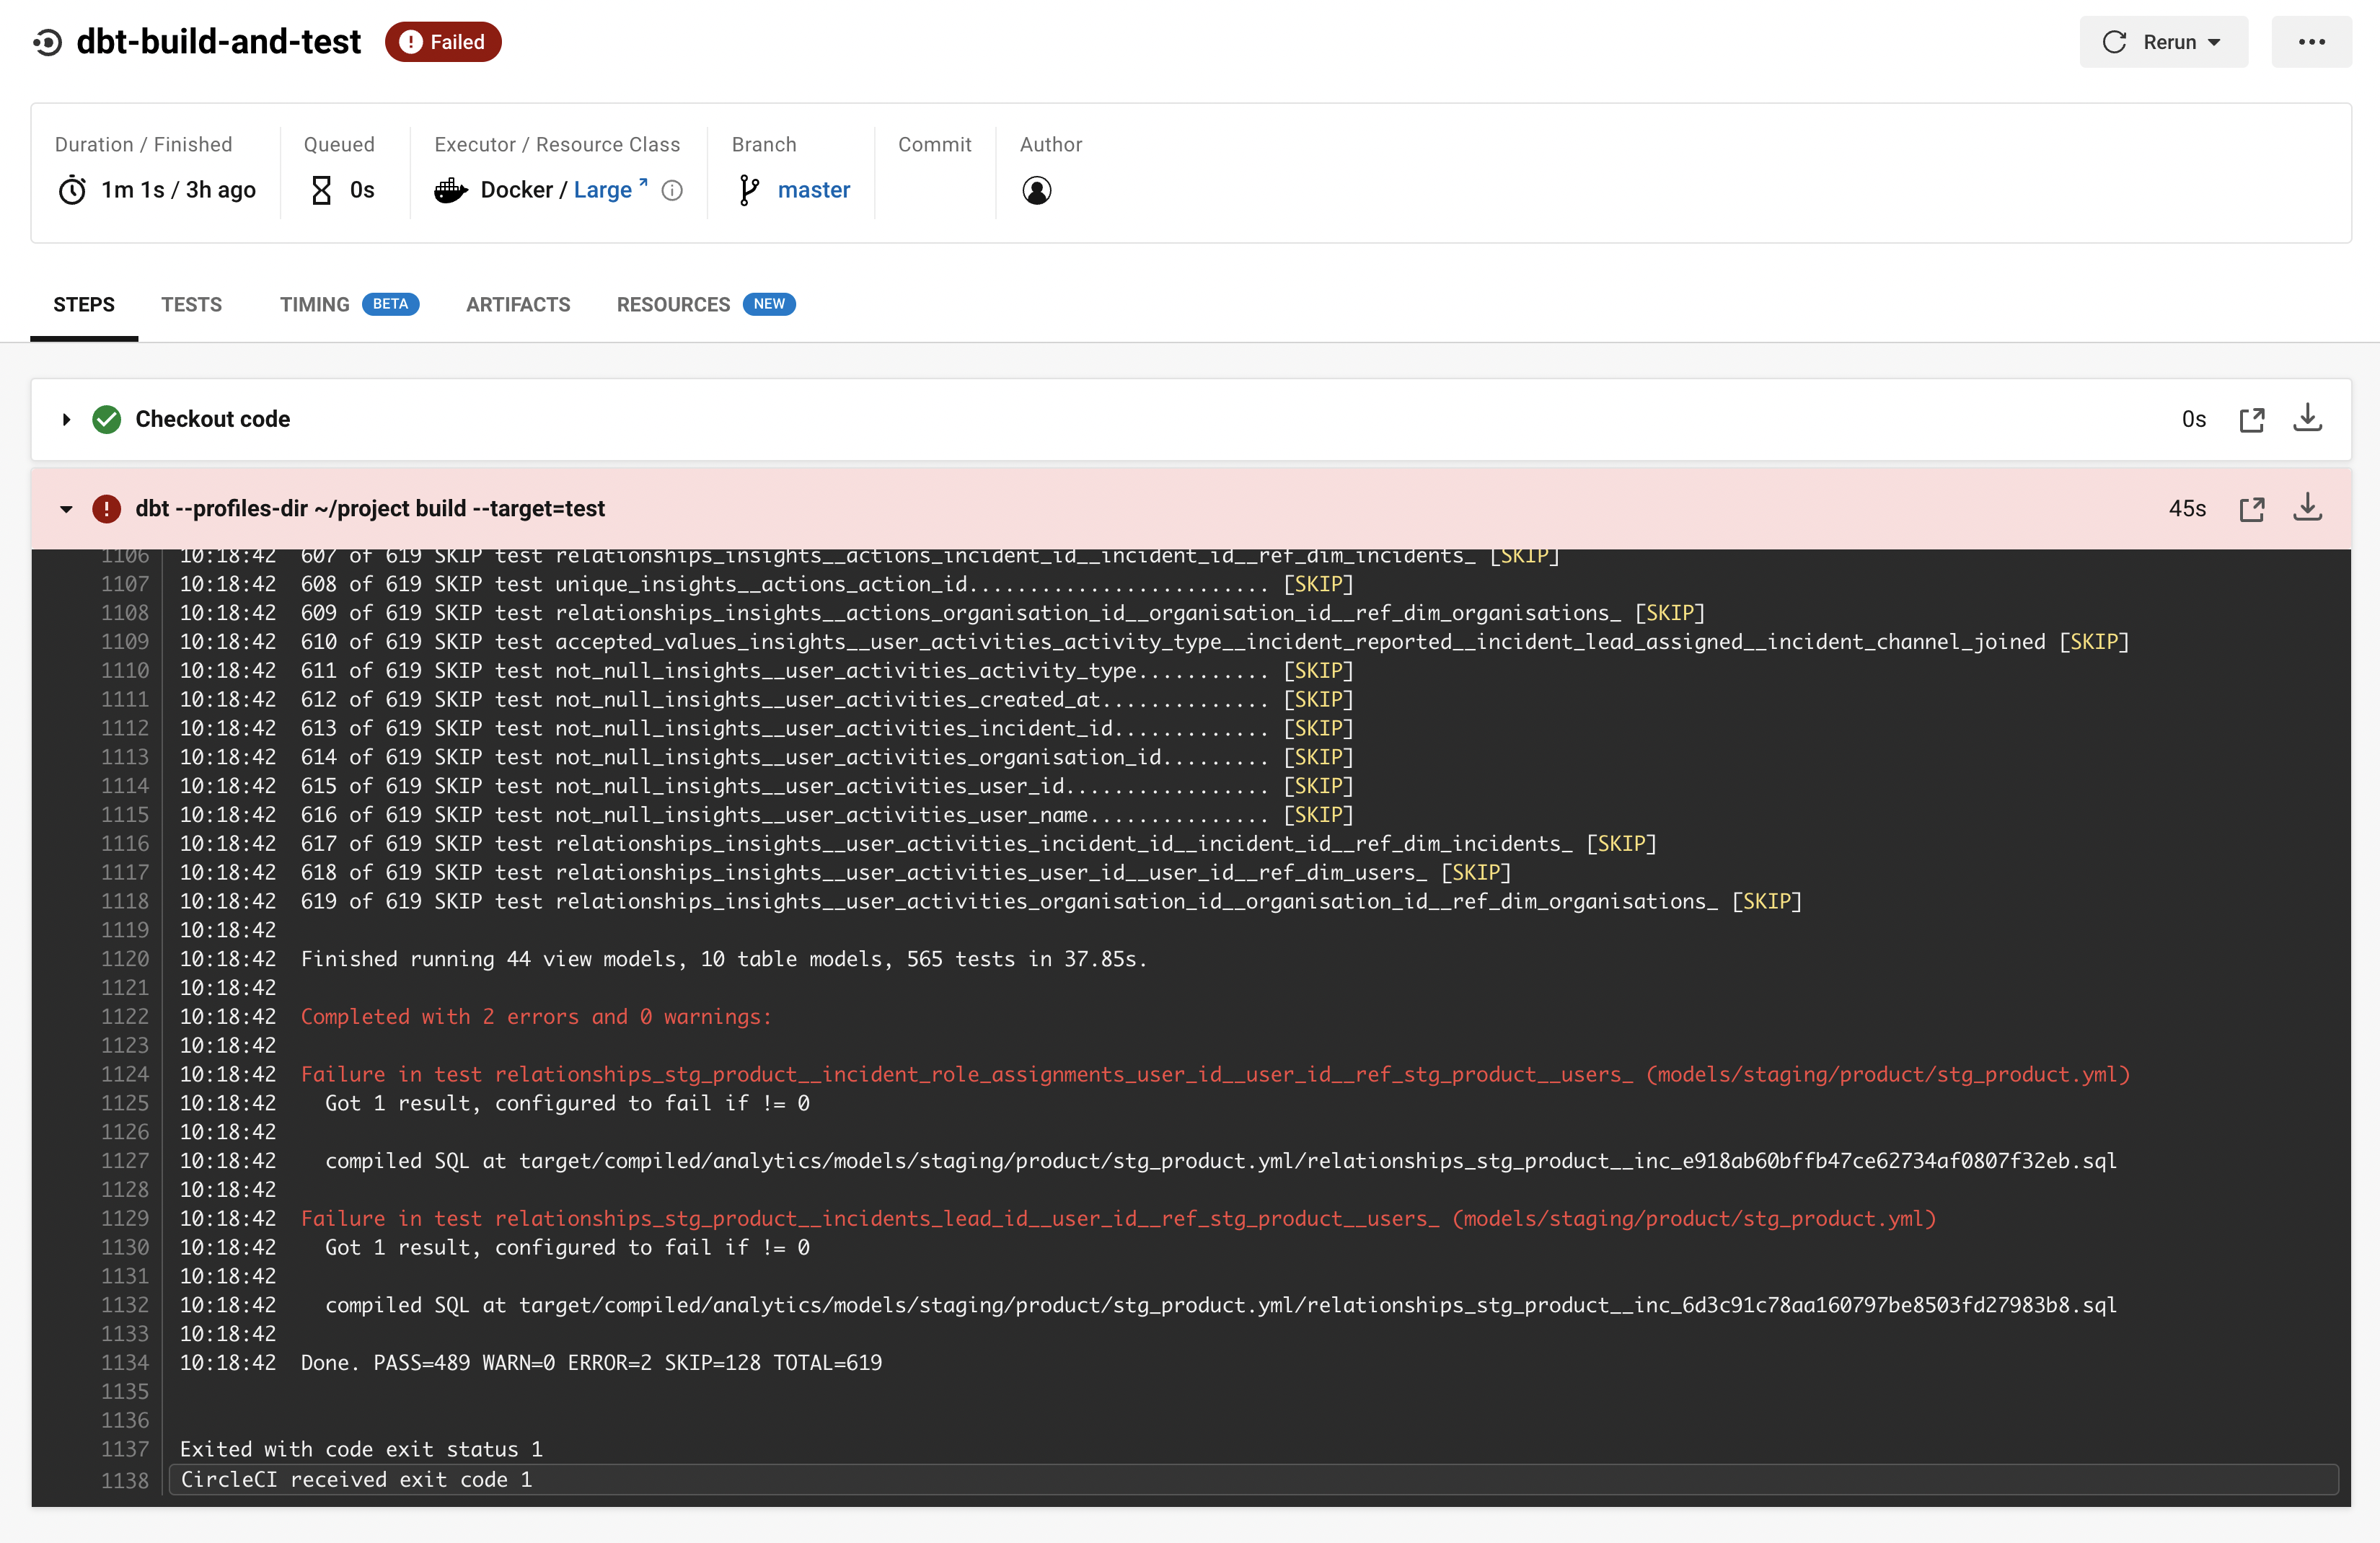 dbt-build-and-test
Failed
Rerun
Duration / Finished
Queued
Executor / Resource Class
Branch
Commit
Author
1m 1s / 3h ago
0s
Docker / Large
master
STEPS
TESTS
TIMING
BETA
ARTIFACTS
RESOURCES
NEW
Checkout code
0s
dbt --profiles-dir ~/project build --target=test
45s
1106 10:18:42 607 of 619 SKIP test relationships_insights__actions_incident_id__incident_id__ref_dim_incidents_ [SKIP]
1107 10:18:42 608 of 619 SKIP test unique_insights__actions_action_id......................... [SKIP]
1108 10:18:42 609 of 619 SKIP test relationships_insights__actions_organisation_id__organisation_id__ref_dim_organisations_ [SKIP]
1109 10:18:42 610 of 619 SKIP test accepted_values_insights__user_activities_activity_type__incident_reported__incident_lead_assigned__incident_channel_joined [SKIP]
1110 10:18:42 611 of 619 SKIP test not_null_insights__user_activities_activity_type........... [SKIP]
1111 10:18:42 612 of 619 SKIP test not_null_insights__user_activities_created_at.............. [SKIP]
1112 10:18:42 613 of 619 SKIP test not_null_insights__user_activities_incident_id............. [SKIP]
1113 10:18:42 614 of 619 SKIP test not_null_insights__user_activities_organisation_id......... [SKIP]
1114 10:18:42 615 of 619 SKIP test not_null_insights__user_activities_user_id................. [SKIP]
1115 10:18:42 616 of 619 SKIP test not_null_insights__user_activities_user_name............... [SKIP]
1116 10:18:42 617 of 619 SKIP test relationships_insights__user_activities_incident_id__incident_id__ref_dim_incidents_ [SKIP]
1117 10:18:42 618 of 619 SKIP test relationships_insights__user_activities_user_id__user_id__ref_dim_users_ [SKIP]
1118 10:18:42 619 of 619 SKIP test relationships_insights__user_activities_organisation_id__organisation_id__ref_dim_organisations_ [SKIP]
1119 10:18:42
1120 10:18:42 Finished running 44 view models, 10 table models, 565 tests in 37.85s.
1121 10:18:42
1122 10:18:42 Completed with 2 errors and 0 warnings:
1123 10:18:42
1124 10:18:42 Failure in test relationships_stg_product__incident_role_assignments_user_id__user_id__ref_stg_product__users_ (models/staging/product/stg_product.yml)
1125 10:18:42 Got 1 result, configured to fail if != 0
1126 10:18:42
1127 10:18:42 compiled SQL at target/compiled/analytics/models/staging/product/stg_product.yml/relationships_stg_product__inc_e918ab60bffb47ce62734af0807f32eb.sql
1128 10:18:42
1129 10:18:42 Failure in test relationships_stg_product__incidents_lead_id__user_id__ref_stg_product__users_ (models/staging/product/stg_product.yml)
1130 10:18:42 Got 1 result, configured to fail if != 0
1131 10:18:42
1132 10:18:42 compiled SQL at target/compiled/analytics/models/staging/product/stg_product.yml/relationships_stg_product__inc_6d3c91c78aa160797be8503fd27983b8.sql
1133 10:18:42
1134 10:18:42 Done. PASS=489 WARN=0 ERROR=2 SKIP=128 TOTAL=619
1135
1136
1137 Exited with code exit status 1
1138 CircleCI received exit code 1